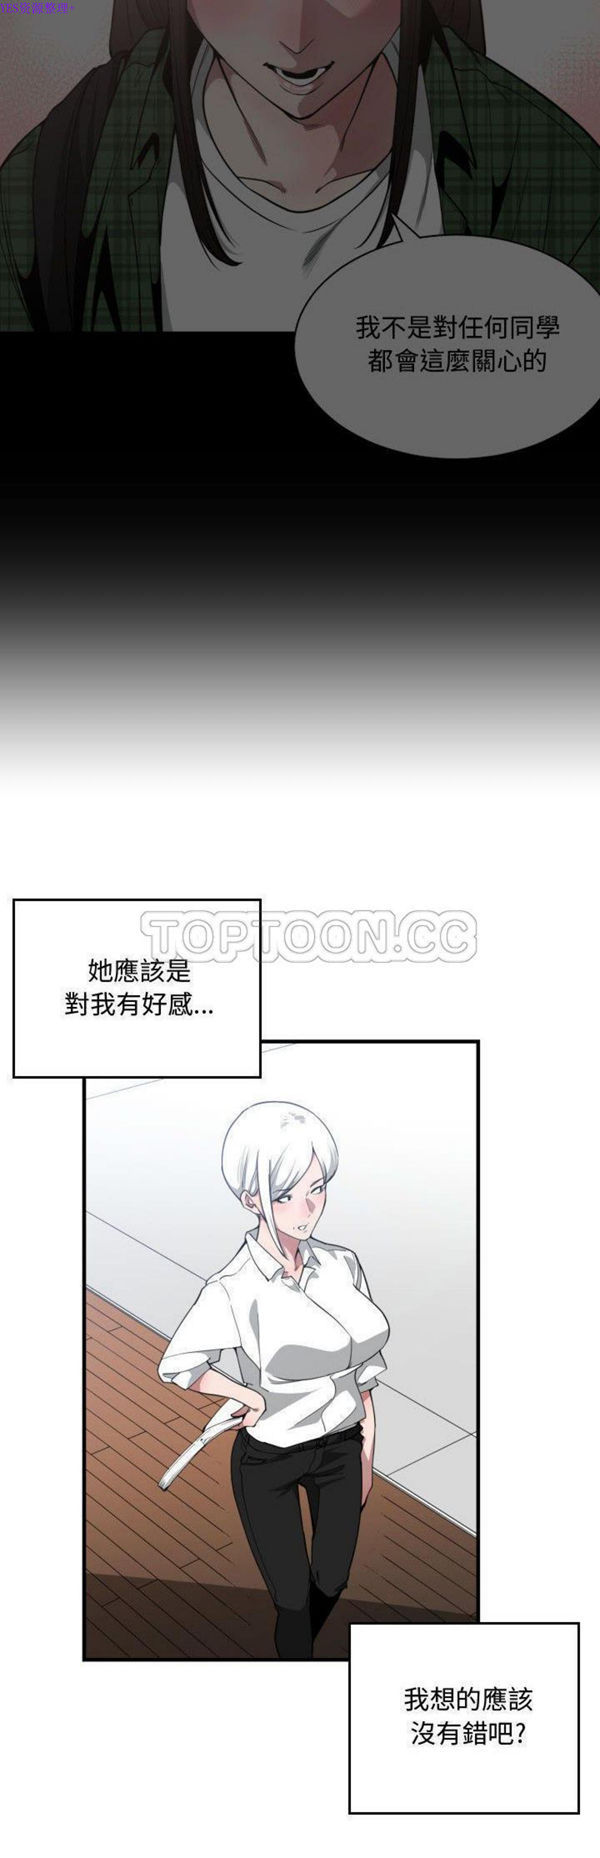 YES资源整理。
我不是對任何同學
都會這麼關心的
TOPTOON.CC
她應該是
對我有好感...
我想的應該
沒有錯吧?